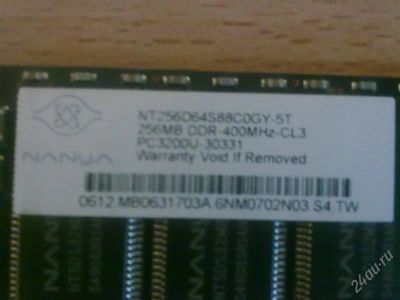 NT256D64S88C0GY-5T
256MB DDR-400MHz-CL3
PC3200U-30331
Warranty Void If Removed
NANYA
0612 MB0631703A 6NM0702N03 S4 TW
24au.ru